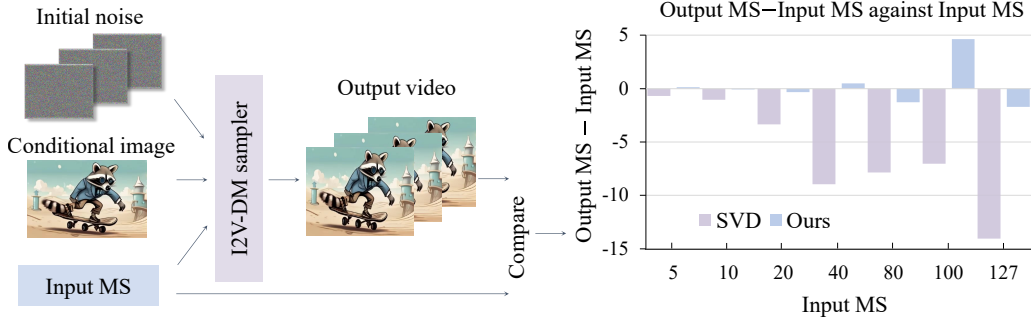 Initial noise
Conditional image
Input MS
I2V-DM sampler
Output video
Compare
Output MS−Input MS against Input MS
Output MS − Input MS
5
0
-5
-10
-15
SVD
Ours
5
10
20
40
80
100
127
Input MS